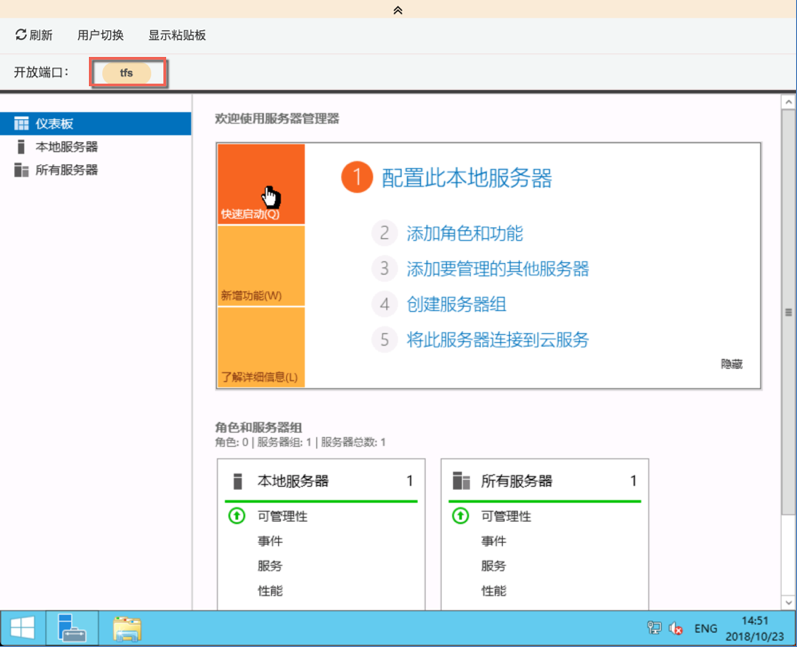 刷新 用户切换 显示粘贴板
开放端口： tfs
仪表板
本地服务器
所有服务器
欢迎使用服务器管理器
快速启动(Q)
新增功能(W)
了解详细信息(L)
1 配置此本地服务器
2 添加角色和功能
3 添加要管理的其他服务器
4 创建服务器组
5 将此服务器连接到云服务
隐藏
角色和服务器组
角色: 0 | 服务器组: 1 | 服务器总数: 1
本地服务器 1
可管理性
事件
服务
性能
所有服务器 1
可管理性
事件
服务
性能
ENG
14:51
2018/10/23